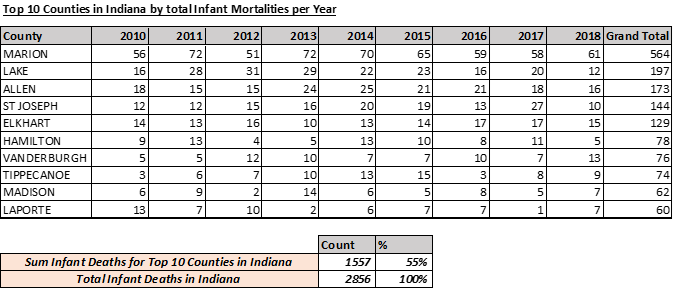 Top 10 Counties in Indiana by total Infant Mortalities per Year
County 2010 2011 2012 2013 2014 2015 2016 2017 2018 Grand Total
MARION 56 72 51 72 70 65 59 58 61 564
LAKE 16 28 31 29 22 23 16 20 12 197
ALLEN 18 15 15 24 25 21 21 18 16 173
ST JOSEPH 12 12 15 16 20 19 13 27 10 144
ELKHART 14 13 16 10 13 14 17 17 15 129
HAMILTON 9 13 4 5 13 10 8 11 5 78
VANDERBURGH 5 5 12 10 7 7 10 7 13 76
TIPPECANOE 3 6 7 10 13 15 3 8 9 74
MADISON 6 9 2 14 6 5 8 5 7 62
LAPORTE 13 7 10 2 6 7 7 1 7 60
Count %
Sum Infant Deaths for Top 10 Counties in Indiana 1557 55%
Total Infant Deaths in Indiana 2856 100%